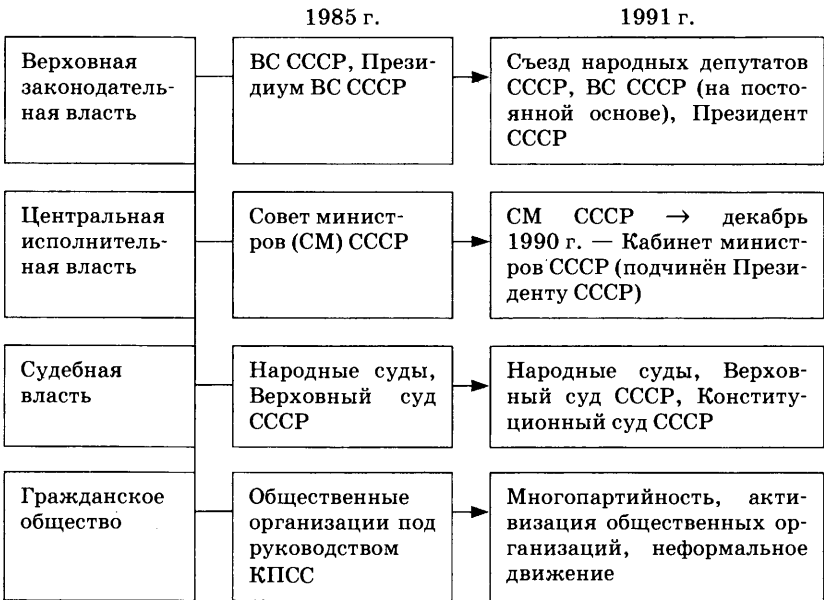 1985 г.
1991 г.
Верховная
законодатель-
ная власть
ВС СССР, Прези-
диум ВС СССР
Съезд народных депутатов
СССР, ВС СССР (на посто-
янной основе), Президент
СССР
Центральная
исполнитель-
ная власть
Совет минист-
ров (СМ) СССР
СМ СССР → декабрь
1990 г. — Кабинет минист-
ров СССР (подчинён Прези-
денту СССР)
Судебная
власть
Народные суды,
Верховный суд
СССР
Народные суды, Верхов-
ный суд СССР, Конститу-
ционный суд СССР
Гражданское
общество
Общественные
организации под
руководством
КПСС
Многопартийность, акти-
визация общественных ор-
ганизаций, неформальное
движение